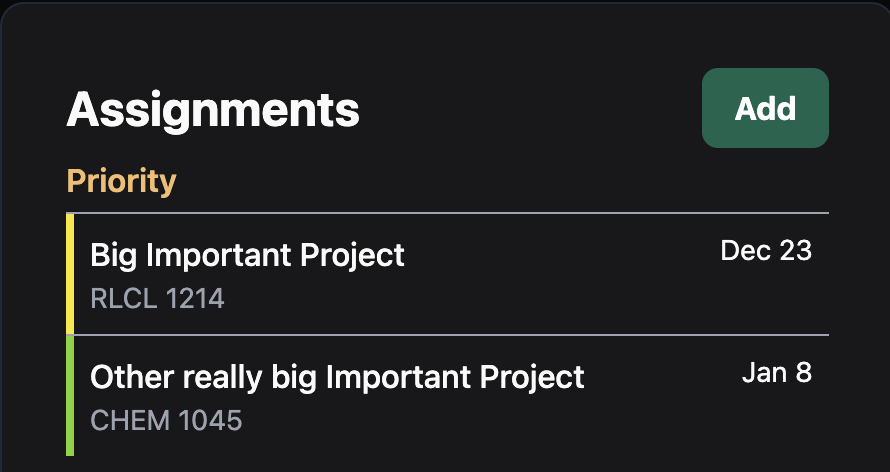 Assignments
Add
Priority
Big Important Project
Dec 23
RLCL 1214
Other really big Important Project
Jan 8
CHEM 1045